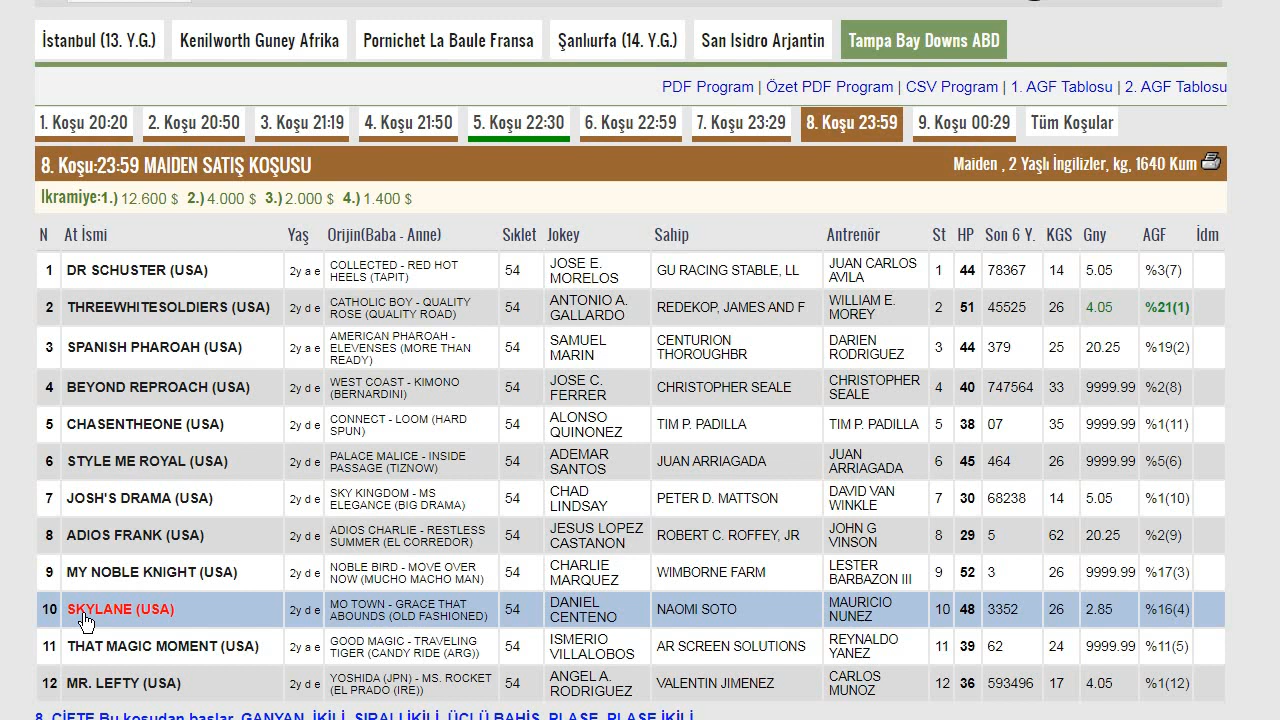 İstanbul (13. Y.G.) Kenilworth Guney Afrika Pornichet La Baule Fransa Şanlıurfa (14. Y.G.) San Isidro Arjantin Tampa Bay Downs ABD
PDF Program | Özet PDF Program | CSV Program | 1. AGF Tablosu | 2. AGF Tablosu
1. Koşu 20:20 2. Koşu 20:50 3. Koşu 21:19 4. Koşu 21:50 5. Koşu 22:30 6. Koşu 22:59 7. Koşu 23:29 8. Koşu 23:59 9. Koşu 00:29 Tüm Koşular
8. Koşu:23:59 MAIDEN SATIŞ KOŞUSU Maiden , 2 Yaşlı İngilizler, kg, 1640 Kum
Ikramiye:1.) 12.600 $ 2.) 4.000 $ 3.) 2.000 $ 4.) 1.400 $
N At İsmi Yaş Orijin(Baba - Anne) Sıklet Jokey Sahip Antrenör St HP Son 6 Y. KGS Gny AGF İdm
1 DR SCHUSTER (USA) 2y a e COLLECTED - RED HOT HEELS (TAPIT) 54 JOSE E. MORELOS GU RACING STABLE, LL JUAN CARLOS AVILA 1 44 78367 14 5.05 %3(7)
2 THREEWHITESOLDIERS (USA) 2y d e CATHOLIC BOY - QUALITY ROSE (QUALITY ROAD) 54 ANTONIO A. GALLARDO REDEKOP, JAMES AND F WILLIAM E. MOREY 2 51 45525 26 4.05 %21(1)
3 SPANISH PHAROAH (USA) 2y a e AMERICAN PHAROAH - ELEVENSES (MORE THAN READY) 54 SAMUEL MARIN CENTURION THOROUGHBR DARIEN RODRIGUEZ 3 44 379 25 20.25 %19(2)
4 BEYOND REPROACH (USA) 2y d e WEST COAST - KIMONO (BERNARDINI) 54 JOSE C. FERRER CHRISTOPHER SEALE CHRISTOPHER SEALE 4 40 747564 33 9999.99 %2(8)
5 CHASENTHEONE (USA) 2y d e CONNECT - LOOM (HARD SPUN) 54 ALONSO QUINONEZ TIM P. PADILLA TIM P. PADILLA 5 38 07 35 9999.99 %1(11)
6 STYLE ME ROYAL (USA) 2y d e PALACE MALICE - INSIDE PASSAGE (TIZNOW) 54 ADEMAR SANTOS JUAN ARRIAGADA JUAN ARRIAGADA 6 45 464 26 9999.99 %5(6)
7 JOSH'S DRAMA (USA) 2y d e SKY KINGDOM - MS ELEGANCE (BIG DRAMA) 54 CHAD LINDSAY PETER D. MATTSON DAVID VAN WINKLE 7 30 68238 14 5.05 %1(10)
8 ADIOS FRANK (USA) 2y d e ADIOS CHARLIE - RESTLESS SUMMER (EL CORREDOR) 54 JESUS LOPEZ CASTANON ROBERT C. ROFFEY, JR JOHN G VINSON 8 29 5 62 20.25 %2(9)
9 MY NOBLE KNIGHT (USA) 2y d e NOBLE BIRD - MOVE OVER NOW (MUCHO MACHO MAN) 54 CHARLIE MARQUEZ WIMBORNE FARM LESTER BARBAZON III 9 52 3 26 9999.99 %17(3)
10 SKYLANE (USA) 2y d e MO TOWN - GRACE THAT ABOUNDS (OLD FASHIONED) 54 DANIEL CENTENO NAOMI SOTO MAURICIO NUNEZ 10 48 3352 26 2.85 %16(4)
11 THAT MAGIC MOMENT (USA) 2y a e GOOD MAGIC - TRAVELING TIGER (CANDY RIDE (ARG)) 54 ISMERIO VILLALOBOS AR SCREEN SOLUTIONS REYNALDO YANEZ 11 39 62 24 9999.99 %11(5)
12 MR. LEFTY (USA) 2y d e YOSHIDA (JPN) - MS. ROCKET (EL PRADO (IRE)) 54 ANGEL A. RODRIGUEZ VALENTIN JIMENEZ CARLOS MUNOZ 12 36 593496 17 4.05 %1(12)
8. ÇİFTE Bu koşudan başlar, GANYAN, İKİLİ, SIRALI İKİLİ, ÜÇLÜ BAHİS, PLASE, PLASE İKİLİ